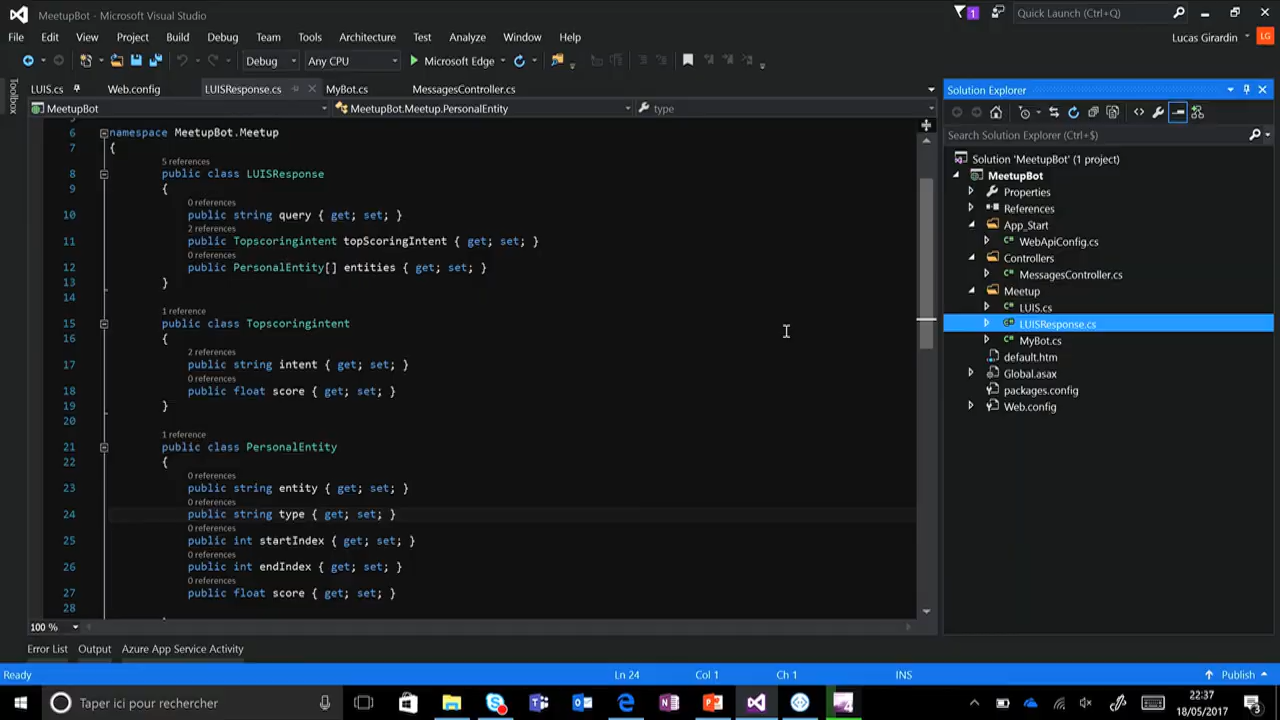 MeetupBot - Microsoft Visual Studio
1
Quick Launch (Ctrl+Q)
File Edit View Project Build Debug Team Tools Architecture Test Analyze Window Help
Lucas Girardin
LG
Debug
Any CPU
Microsoft Edge
Toolbox
LUIS.cs
Web.config
LUISResponse.cs
MyBot.cs
MessagesController.cs
MeetupBot
MeetupBot.Meetup.PersonalEntity
type
6 namespace MeetupBot.Meetup
7 {
5 references
8 public class LUISResponse
9 {
0 references
10 public string query { get; set; }
2 references
11 public Topscoringintent topScoringIntent { get; set; }
0 references
12 public PersonalEntity[] entities { get; set; }
13 }
14
1 reference
15 public class Topscoringintent
16 {
2 references
17 public string intent { get; set; }
0 references
18 public float score { get; set; }
19 }
20
1 reference
21 public class PersonalEntity
22 {
0 references
23 public string entity { get; set; }
0 references
24 public string type { get; set; }
0 references
25 public int startIndex { get; set; }
0 references
26 public int endIndex { get; set; }
0 references
27 public float score { get; set; }
28
100 %
Solution Explorer
Search Solution Explorer (Ctrl+$)
Solution 'MeetupBot' (1 project)
MeetupBot
Properties
References
App_Start
WebApiConfig.cs
Controllers
MessagesController.cs
Meetup
LUIS.cs
LUISResponse.cs
MyBot.cs
default.htm
Global.asax
packages.config
Web.config
Error List Output Azure App Service Activity
Ready
Ln 24
Col 1
Ch 1
INS
Publish
Taper ici pour rechercher
22:37
18/05/2017
3